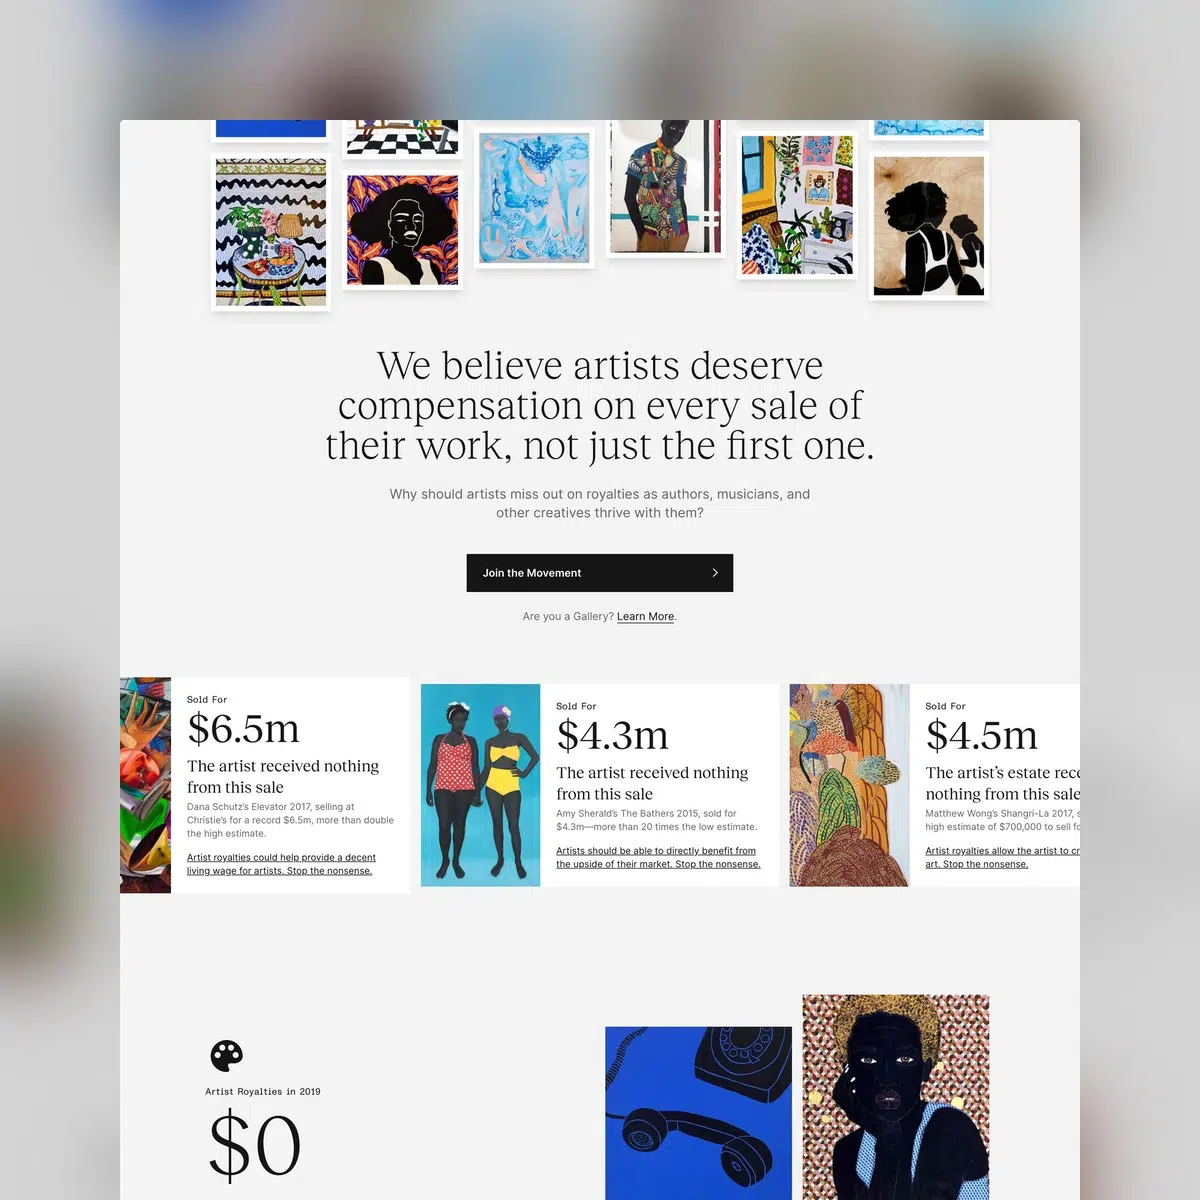 We believe artists deserve
compensation on every sale of
their work, not just the first one.
Why should artists miss out on royalties as authors, musicians, and
other creatives thrive with them?
Join the Movement
Are you a Gallery? Learn More.
Sold For
$6.5m
The artist received nothing
from this sale
Dana Schutz's Elevator 2017, selling at
Christie's for a record $6.5m, more than double
the high estimate.
Artist royalties could help provide a decent
living wage for artists. Stop the nonsense.
Sold For
$4.3m
The artist received nothing
from this sale
Amy Sherald's The Bathers 2015, sold for
$4.3m—more than 20 times the low estimate.
Artists should be able to directly benefit from
the upside of their market. Stop the nonsense.
Sold For
$4.5m
The artist's estate rece
nothing from this sale
Matthew Wong's Shangri-La 2017, s
high estimate of $700,000 to sell fo
Artist royalties allow the artist to cr
art. Stop the nonsense.
Artist Royalties in 2019
$0